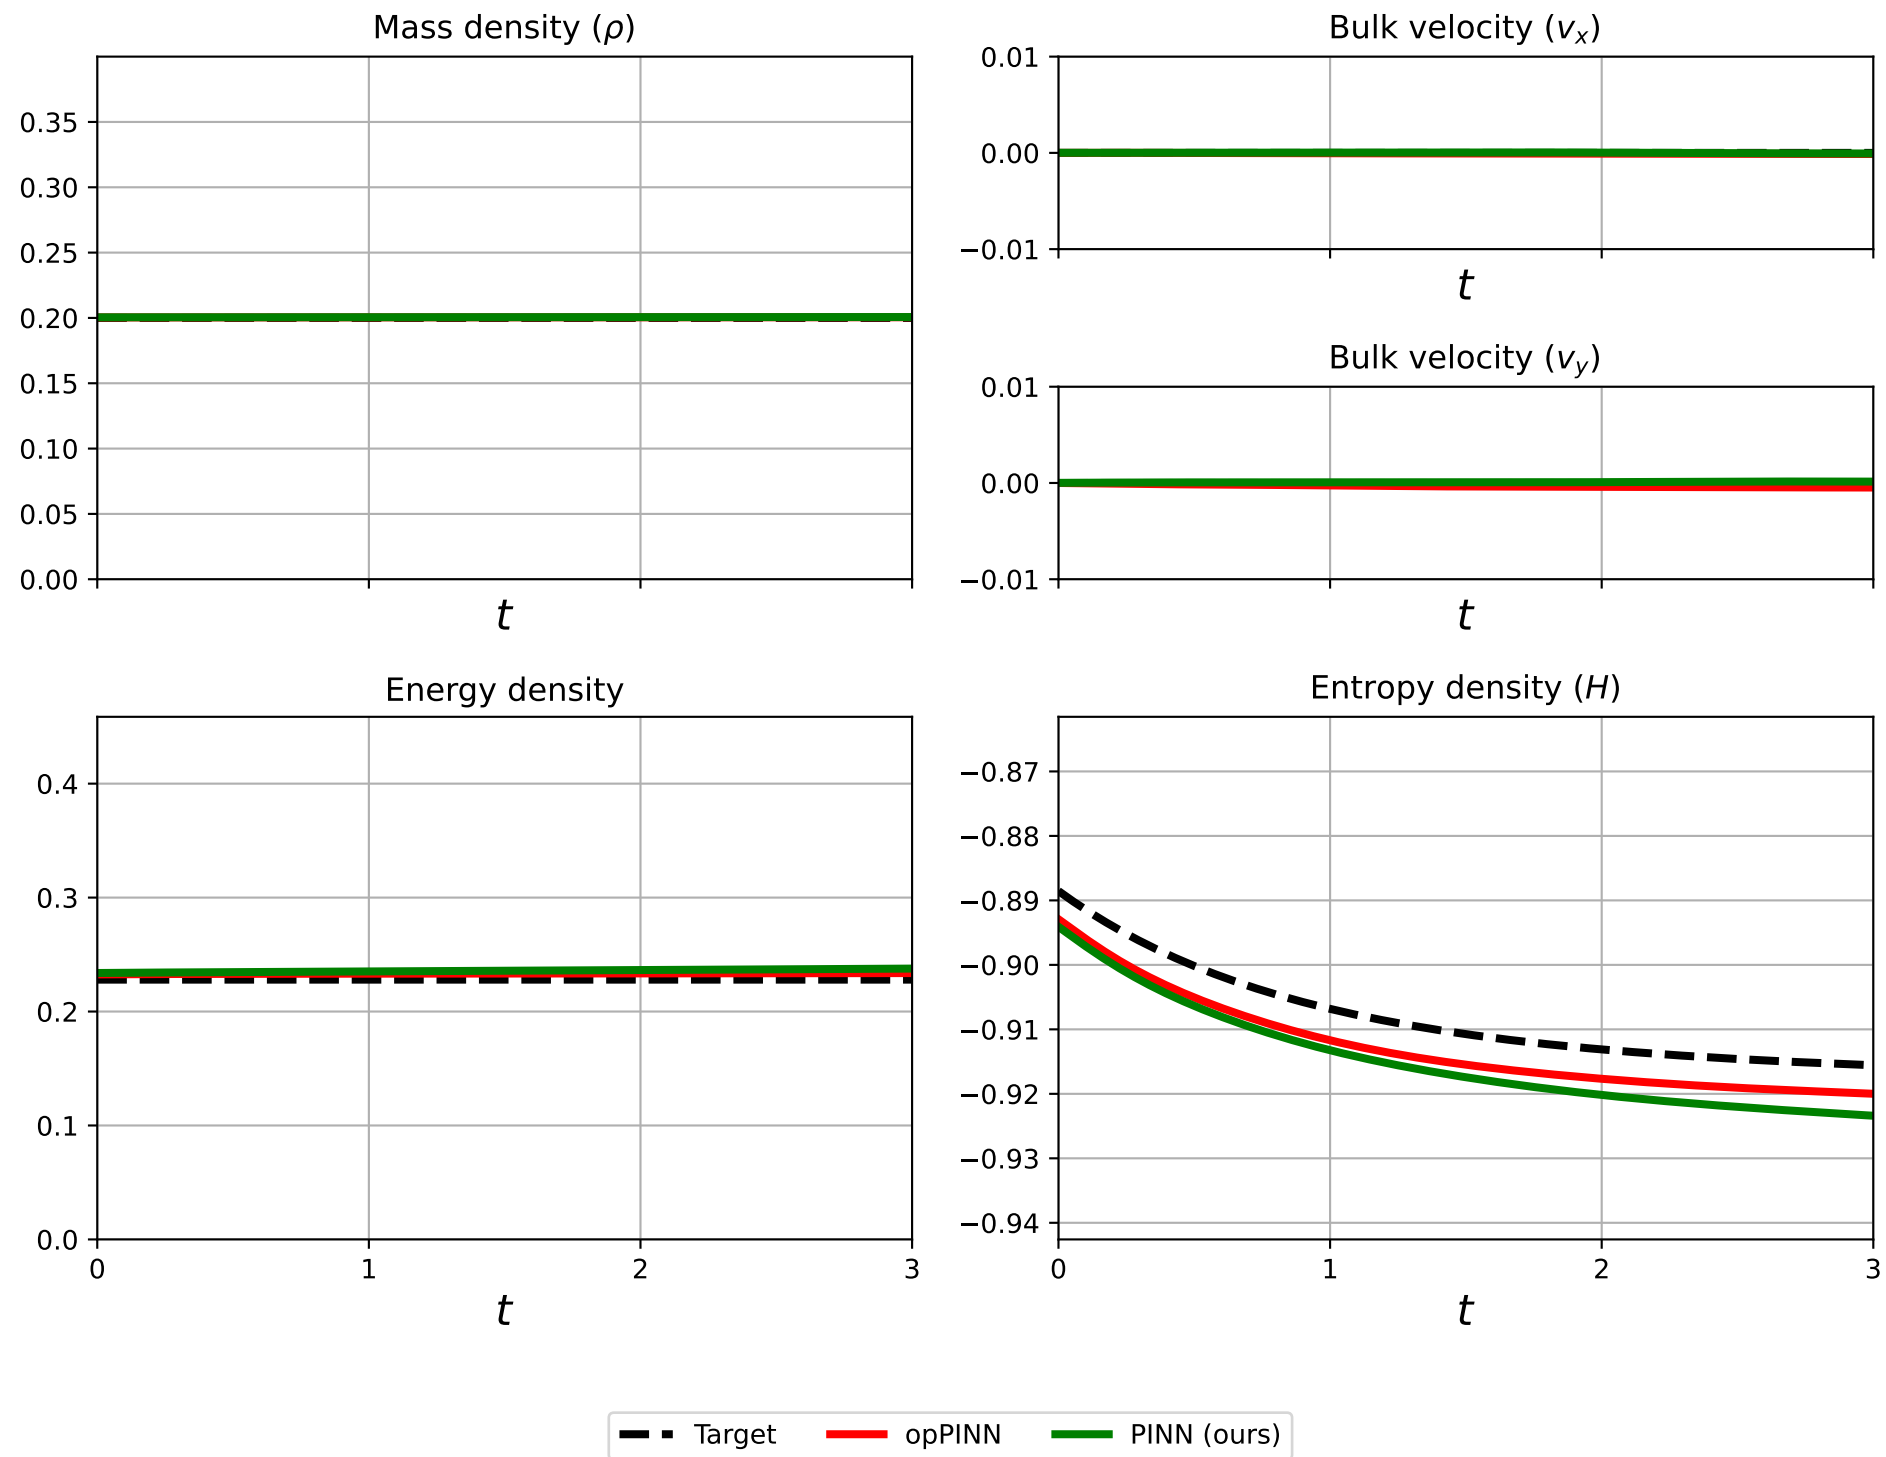 Mass density (ρ)
0.35
0.30
0.25
0.20
0.15
0.10
0.05
0.00
t
Bulk velocity (vₓ)
0.01
0.00
−0.01
t
Bulk velocity (v_y)
0.01
0.00
−0.01
t
Energy density
0.4
0.3
0.2
0.1
0.0
0 1 2 3
t
Entropy density (H)
−0.87
−0.88
−0.89
−0.90
−0.91
−0.92
−0.93
−0.94
0 1 2 3
t
Target opPINN PINN (ours)